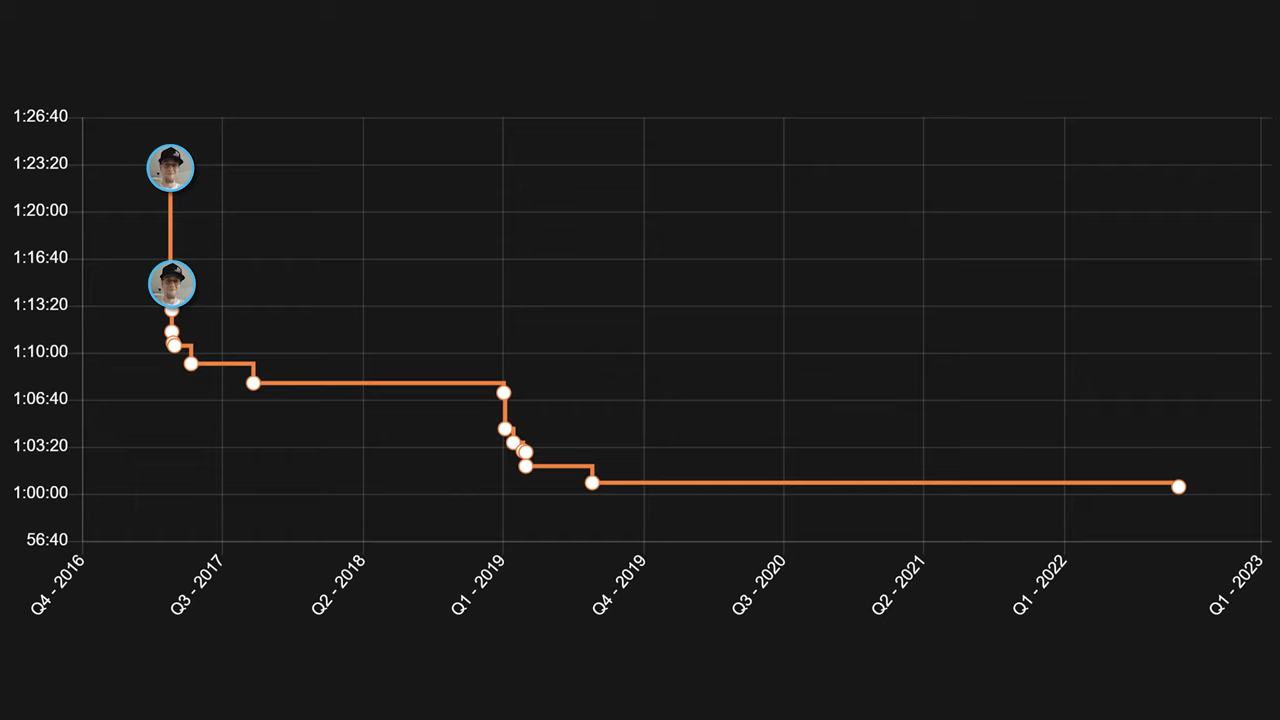 1:26:40
1:23:20
1:20:00
1:16:40
1:13:20
1:10:00
1:06:40
1:03:20
1:00:00
56:40
Q4 - 2016
Q3 - 2017
Q2 - 2018
Q1 - 2019
Q4 - 2019
Q3 - 2020
Q2 - 2021
Q1 - 2022
Q1 - 2023